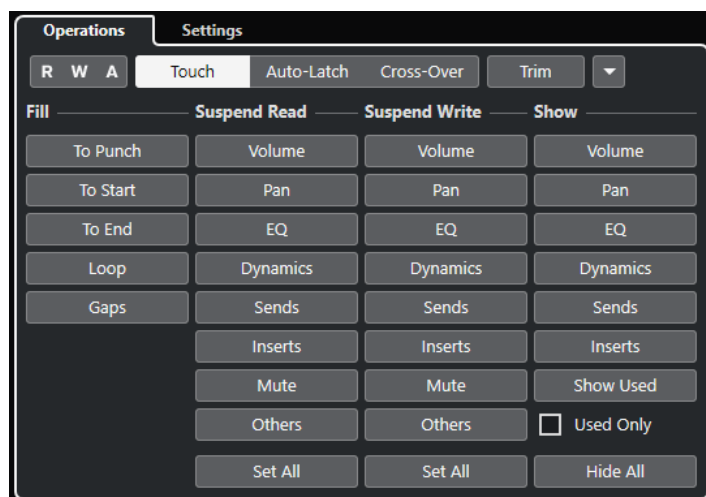 Operations Settings
R W A Touch Auto-Latch Cross-Over Trim
Fill Suspend Read Suspend Write Show
To Punch Volume Volume Volume
To Start Pan Pan Pan
To End EQ EQ EQ
Loop Dynamics Dynamics Dynamics
Gaps Sends Sends Sends
Inserts Inserts Inserts
Mute Mute Show Used
Others Others Used Only
Set All Set All Hide All